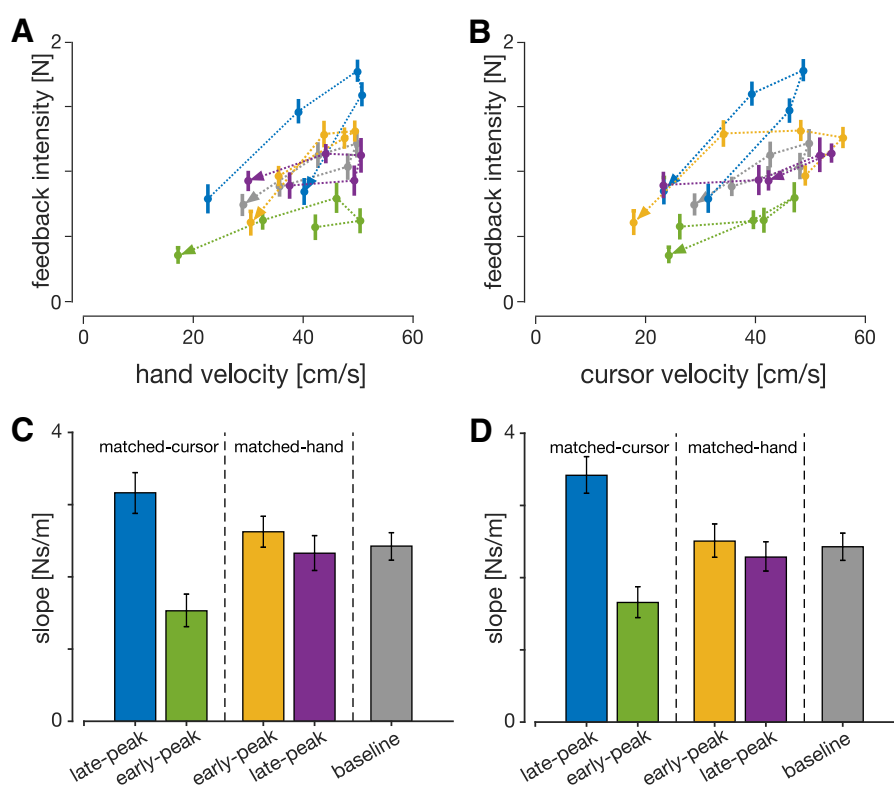 A
2
feedback intensity [N]
0
0 20 40 60
hand velocity [cm/s]
B
2
feedback intensity [N]
0
0 20 40 60
cursor velocity [cm/s]
C
4
matched-cursor matched-hand
slope [Ns/m]
0
late-peak early-peak early-peak late-peak baseline
D
4
matched-cursor matched-hand
slope [Ns/m]
0
late-peak early-peak early-peak late-peak baseline